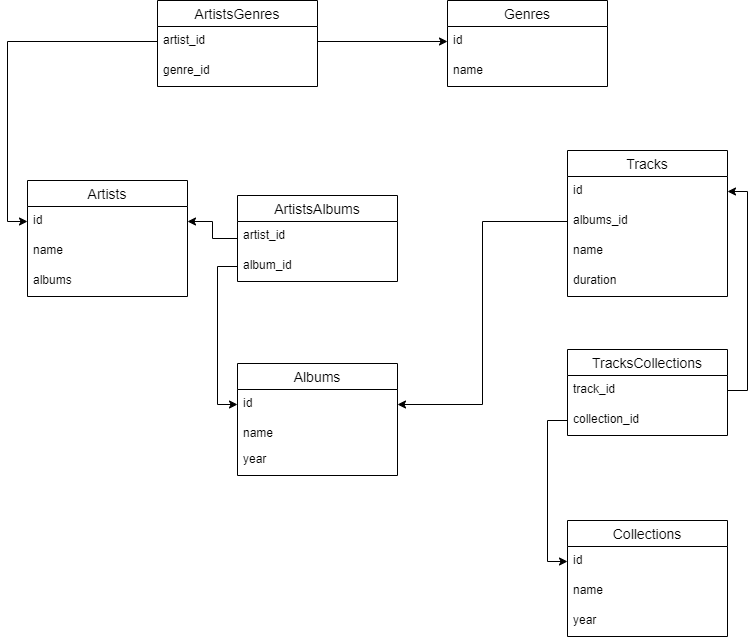 ArtistsGenres
artist_id
genre_id
Genres
id
name
Artists
id
name
albums
ArtistsAlbums
artist_id
album_id
Tracks
id
albums_id
name
duration
Albums
id
name
year
TracksCollections
track_id
collection_id
Collections
id
name
year